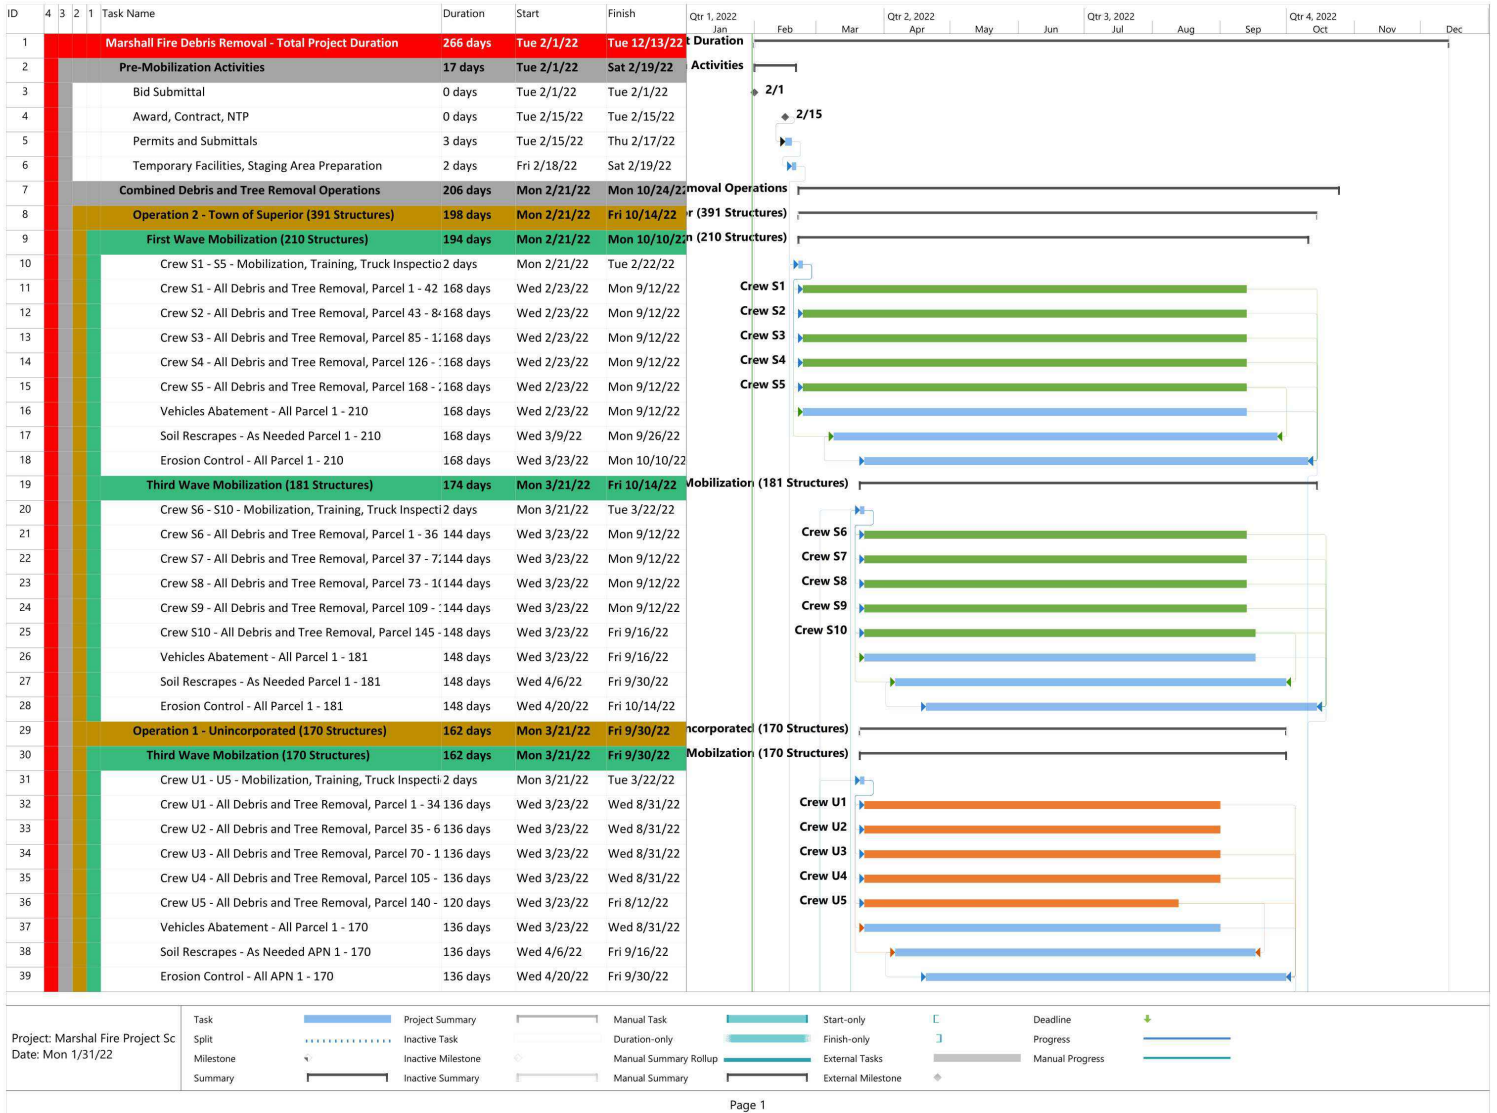 ID 4 3 2 1 Task Name Duration Start Finish Qtr 1, 2022 Qtr 2, 2022 Qtr 3, 2022 Qtr 4, 2022
Jan Feb Mar Apr May Jun Jul Aug Sep Oct Nov Dec
1 Marshall Fire Debris Removal - Total Project Duration 266 days Tue 2/1/22 Tue 12/13/22 t Duration
2 Pre-Mobilization Activities 17 days Tue 2/1/22 Sat 2/19/22 Activities
3 Bid Submittal 0 days Tue 2/1/22 Tue 2/1/22 2/1
4 Award, Contract, NTP 0 days Tue 2/15/22 Tue 2/15/22 2/15
5 Permits and Submittals 3 days Tue 2/15/22 Thu 2/17/22
6 Temporary Facilities, Staging Area Preparation 2 days Fri 2/18/22 Sat 2/19/22
7 Combined Debris and Tree Removal Operations 206 days Mon 2/21/22 Mon 10/24/22 moval Operations
8 Operation 2 - Town of Superior (391 Structures) 198 days Mon 2/21/22 Fri 10/14/22 r (391 Structures)
9 First Wave Mobilization (210 Structures) 194 days Mon 2/21/22 Mon 10/10/22 n (210 Structures)
10 Crew S1 - S5 - Mobilization, Training, Truck Inspectio 2 days Mon 2/21/22 Tue 2/22/22
11 Crew S1 - All Debris and Tree Removal, Parcel 1 - 42 168 days Wed 2/23/22 Mon 9/12/22 Crew S1
12 Crew S2 - All Debris and Tree Removal, Parcel 43 - 84 168 days Wed 2/23/22 Mon 9/12/22 Crew S2
13 Crew S3 - All Debris and Tree Removal, Parcel 85 - 12 168 days Wed 2/23/22 Mon 9/12/22 Crew S3
14 Crew S4 - All Debris and Tree Removal, Parcel 126 - 168 days Wed 2/23/22 Mon 9/12/22 Crew S4
15 Crew S5 - All Debris and Tree Removal, Parcel 168 - 168 days Wed 2/23/22 Mon 9/12/22 Crew S5
16 Vehicles Abatement - All Parcel 1 - 210 168 days Wed 2/23/22 Mon 9/12/22
17 Soil Rescrapes - As Needed Parcel 1 - 210 168 days Wed 3/9/22 Mon 9/26/22
18 Erosion Control - All Parcel 1 - 210 168 days Wed 3/23/22 Mon 10/10/22
19 Third Wave Mobilization (181 Structures) 174 days Mon 3/21/22 Fri 10/14/22 Mobilization (181 Structures)
20 Crew S6 - S10 - Mobilization, Training, Truck Inspecti 2 days Mon 3/21/22 Tue 3/22/22
21 Crew S6 - All Debris and Tree Removal, Parcel 1 - 36 144 days Wed 3/23/22 Mon 9/12/22 Crew S6
22 Crew S7 - All Debris and Tree Removal, Parcel 37 - 72 144 days Wed 3/23/22 Mon 9/12/22 Crew S7
23 Crew S8 - All Debris and Tree Removal, Parcel 73 - 10 144 days Wed 3/23/22 Mon 9/12/22 Crew S8
24 Crew S9 - All Debris and Tree Removal, Parcel 109 - 144 days Wed 3/23/22 Mon 9/12/22 Crew S9
25 Crew S10 - All Debris and Tree Removal, Parcel 145 - 148 days Wed 3/23/22 Fri 9/16/22 Crew S10
26 Vehicles Abatement - All Parcel 1 - 181 148 days Wed 3/23/22 Fri 9/16/22
27 Soil Rescrapes - As Needed Parcel 1 - 181 148 days Wed 4/6/22 Fri 9/30/22
28 Erosion Control - All Parcel 1 - 181 148 days Wed 4/20/22 Fri 10/14/22
29 Operation 1 - Unincorporated (170 Structures) 162 days Mon 3/21/22 Fri 9/30/22 ncorporated (170 Structures)
30 Third Wave Mobilzation (170 Structures) 162 days Mon 3/21/22 Fri 9/30/22 Mobilzation (170 Structures)
31 Crew U1 - U5 - Mobilization, Training, Truck Inspecti 2 days Mon 3/21/22 Tue 3/22/22
32 Crew U1 - All Debris and Tree Removal, Parcel 1 - 34 136 days Wed 3/23/22 Wed 8/31/22 Crew U1
33 Crew U2 - All Debris and Tree Removal, Parcel 35 - 6 136 days Wed 3/23/22 Wed 8/31/22 Crew U2
34 Crew U3 - All Debris and Tree Removal, Parcel 70 - 1 136 days Wed 3/23/22 Wed 8/31/22 Crew U3
35 Crew U4 - All Debris and Tree Removal, Parcel 105 - 136 days Wed 3/23/22 Wed 8/31/22 Crew U4
36 Crew U5 - All Debris and Tree Removal, Parcel 140 - 120 days Wed 3/23/22 Fri 8/12/22 Crew U5
37 Vehicles Abatement - All Parcel 1 - 170 136 days Wed 3/23/22 Wed 8/31/22
38 Soil Rescrapes - As Needed APN 1 - 170 136 days Wed 4/6/22 Fri 9/16/22
39 Erosion Control - All APN 1 - 170 136 days Wed 4/20/22 Fri 9/30/22
Project: Marshal Fire Project Sc
Date: Mon 1/31/22
Task Project Summary Manual Task Start-only Deadline
Split Inactive Task Duration-only Finish-only Progress
Milestone Inactive Milestone Manual Summary Rollup External Tasks Manual Progress
Summary Inactive Summary Manual Summary External Milestone
Page 1